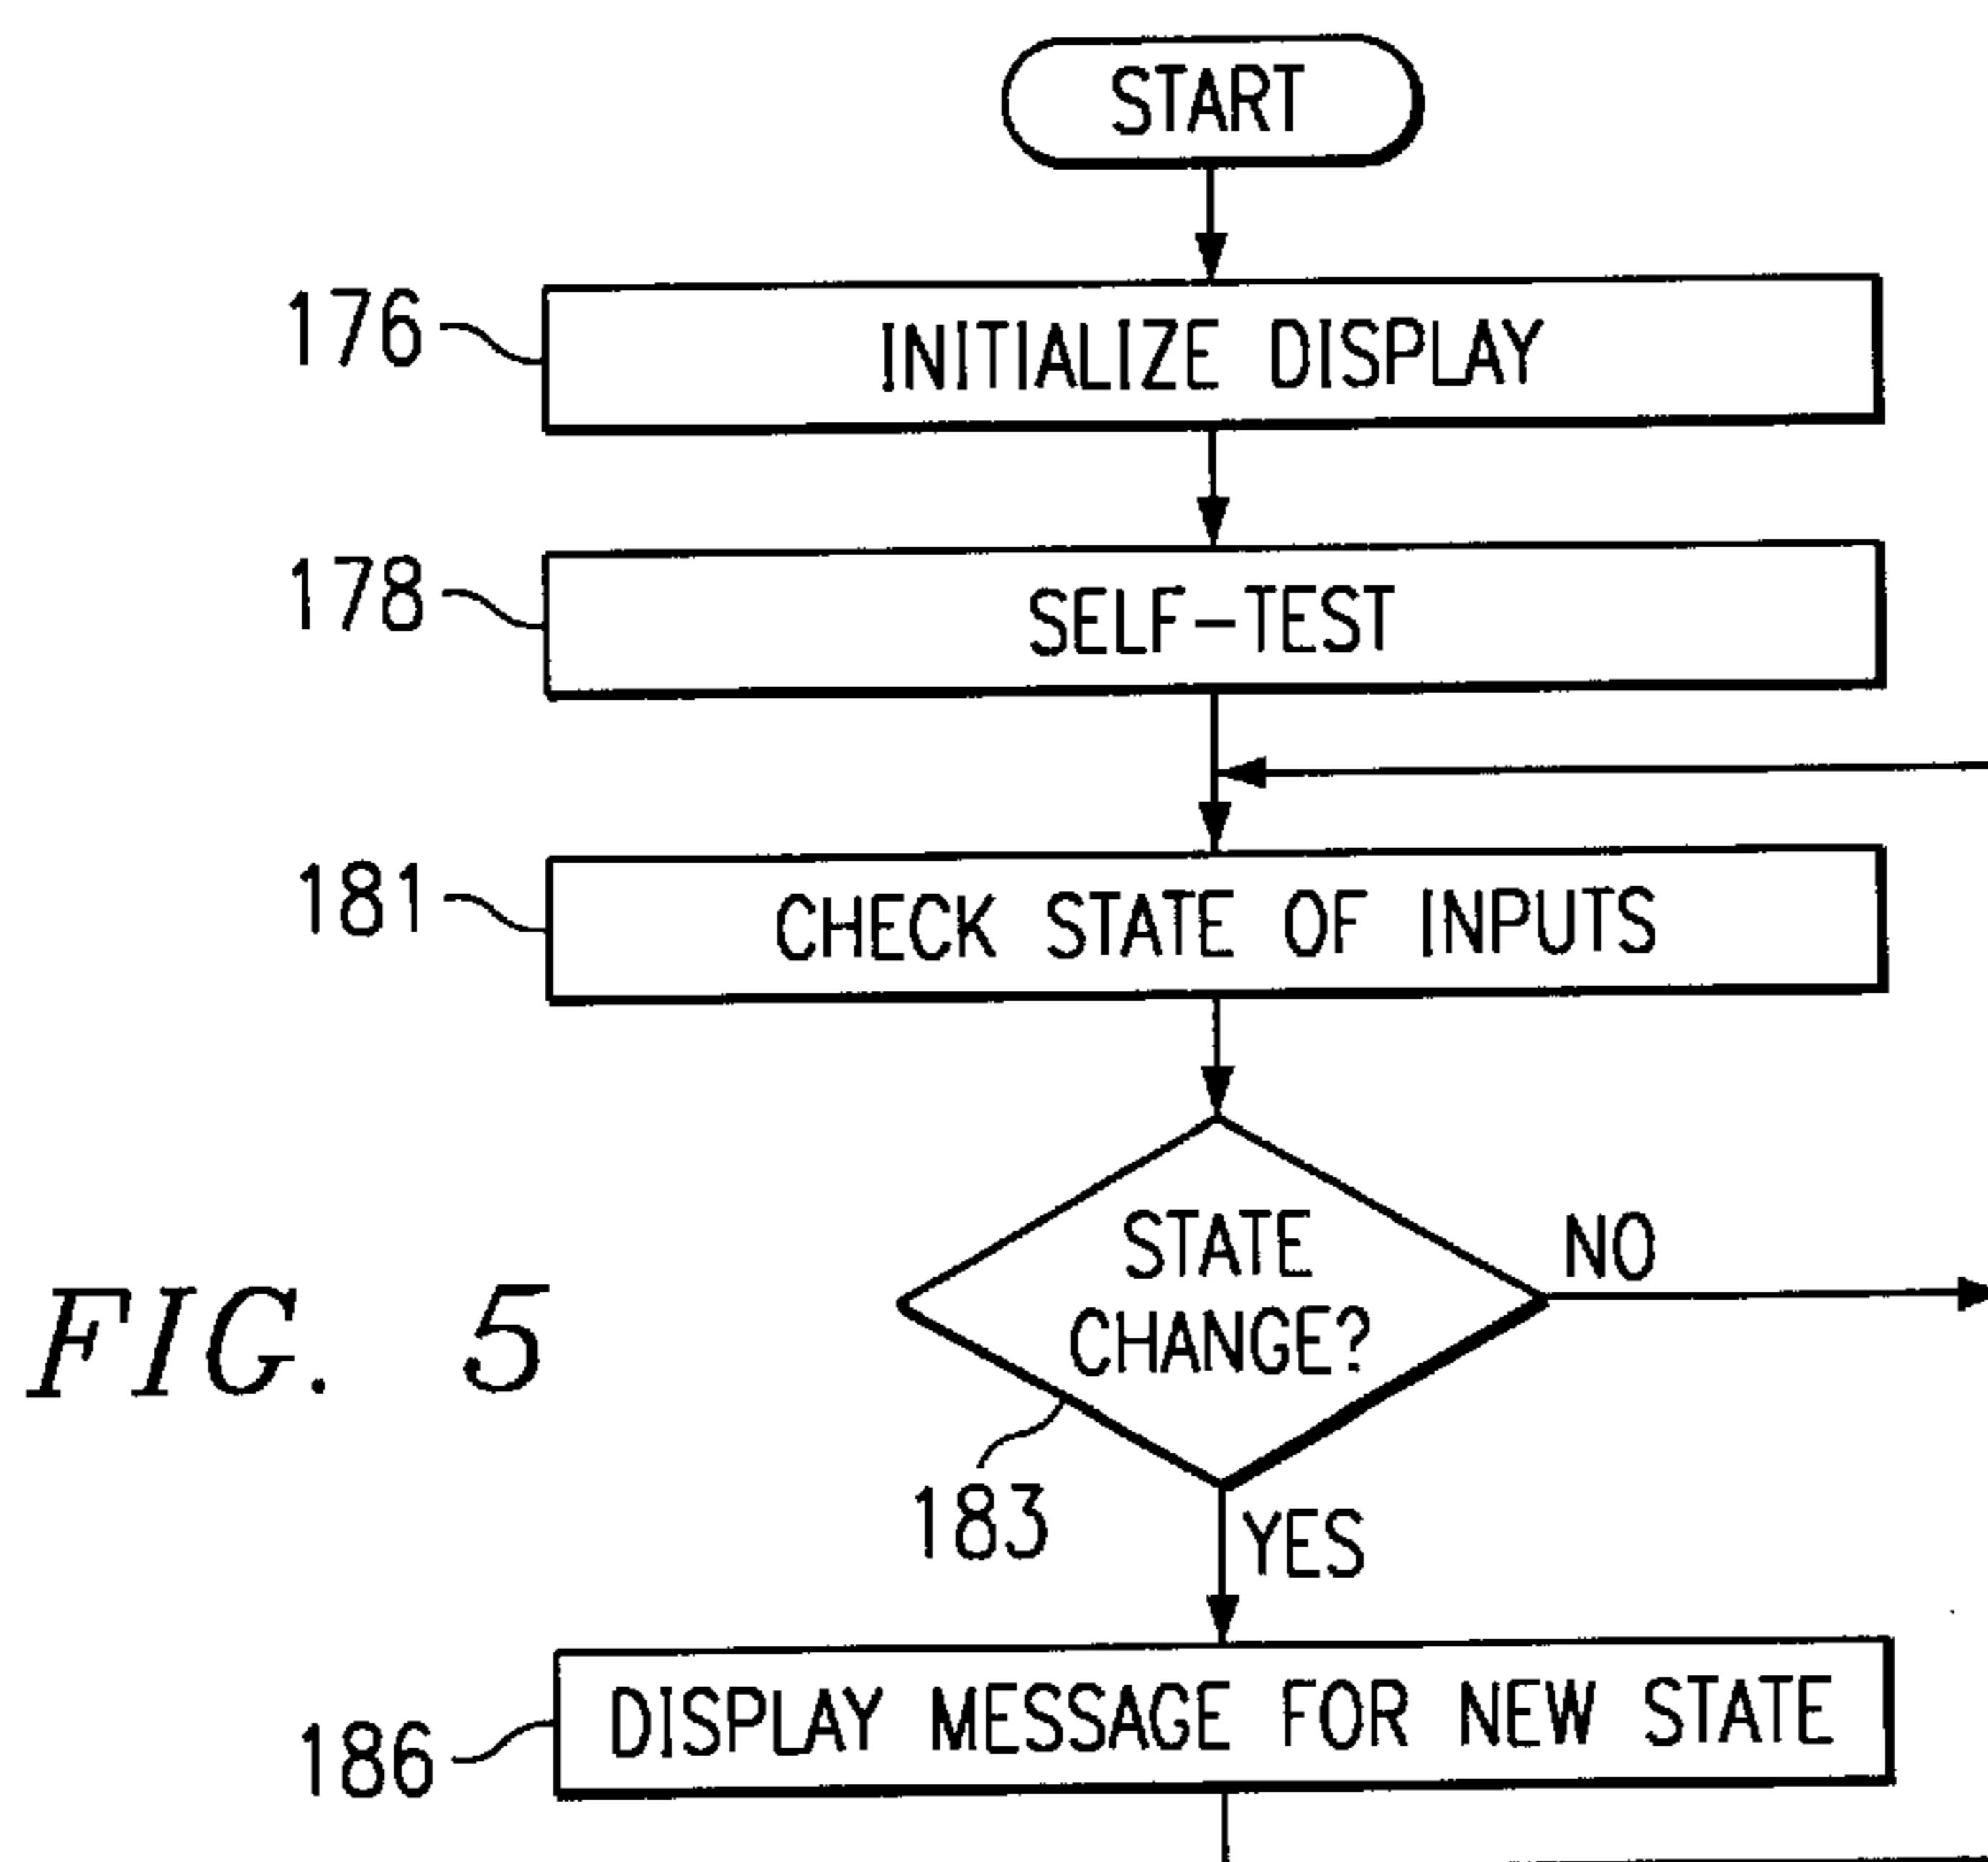 START
176
INITIALIZE DISPLAY
178
SELF-TEST
181
CHECK STATE OF INPUTS
STATE
CHANGE?
NO
FIG. 5
183
YES
186
DISPLAY MESSAGE FOR NEW STATE